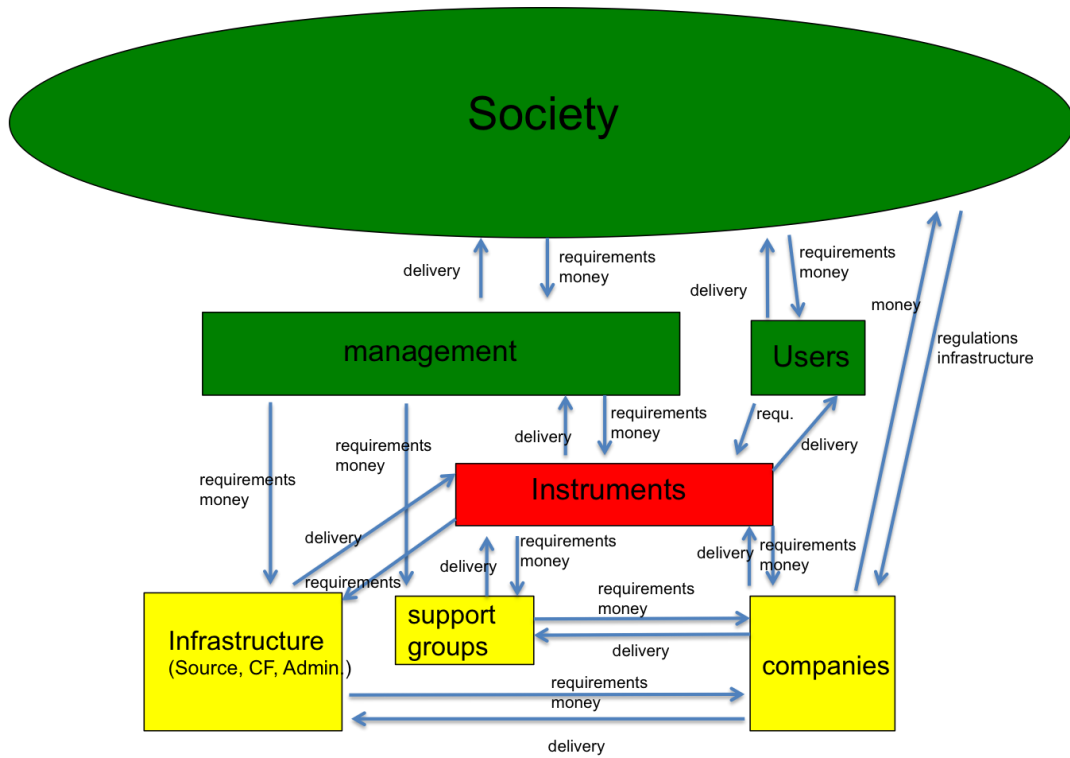 Society
delivery
requirements
money
requirements
money
delivery
money
regulations
infrastructure
management
Users
requirements
money
requ.
delivery
requirements
money
delivery
requirements
money
Instruments
delivery
requirements
delivery
requirements
money
delivery
requirements
money
Infrastructure
(Source, CF, Admin.)
support
groups
requirements
money
delivery
companies
requirements
money
delivery